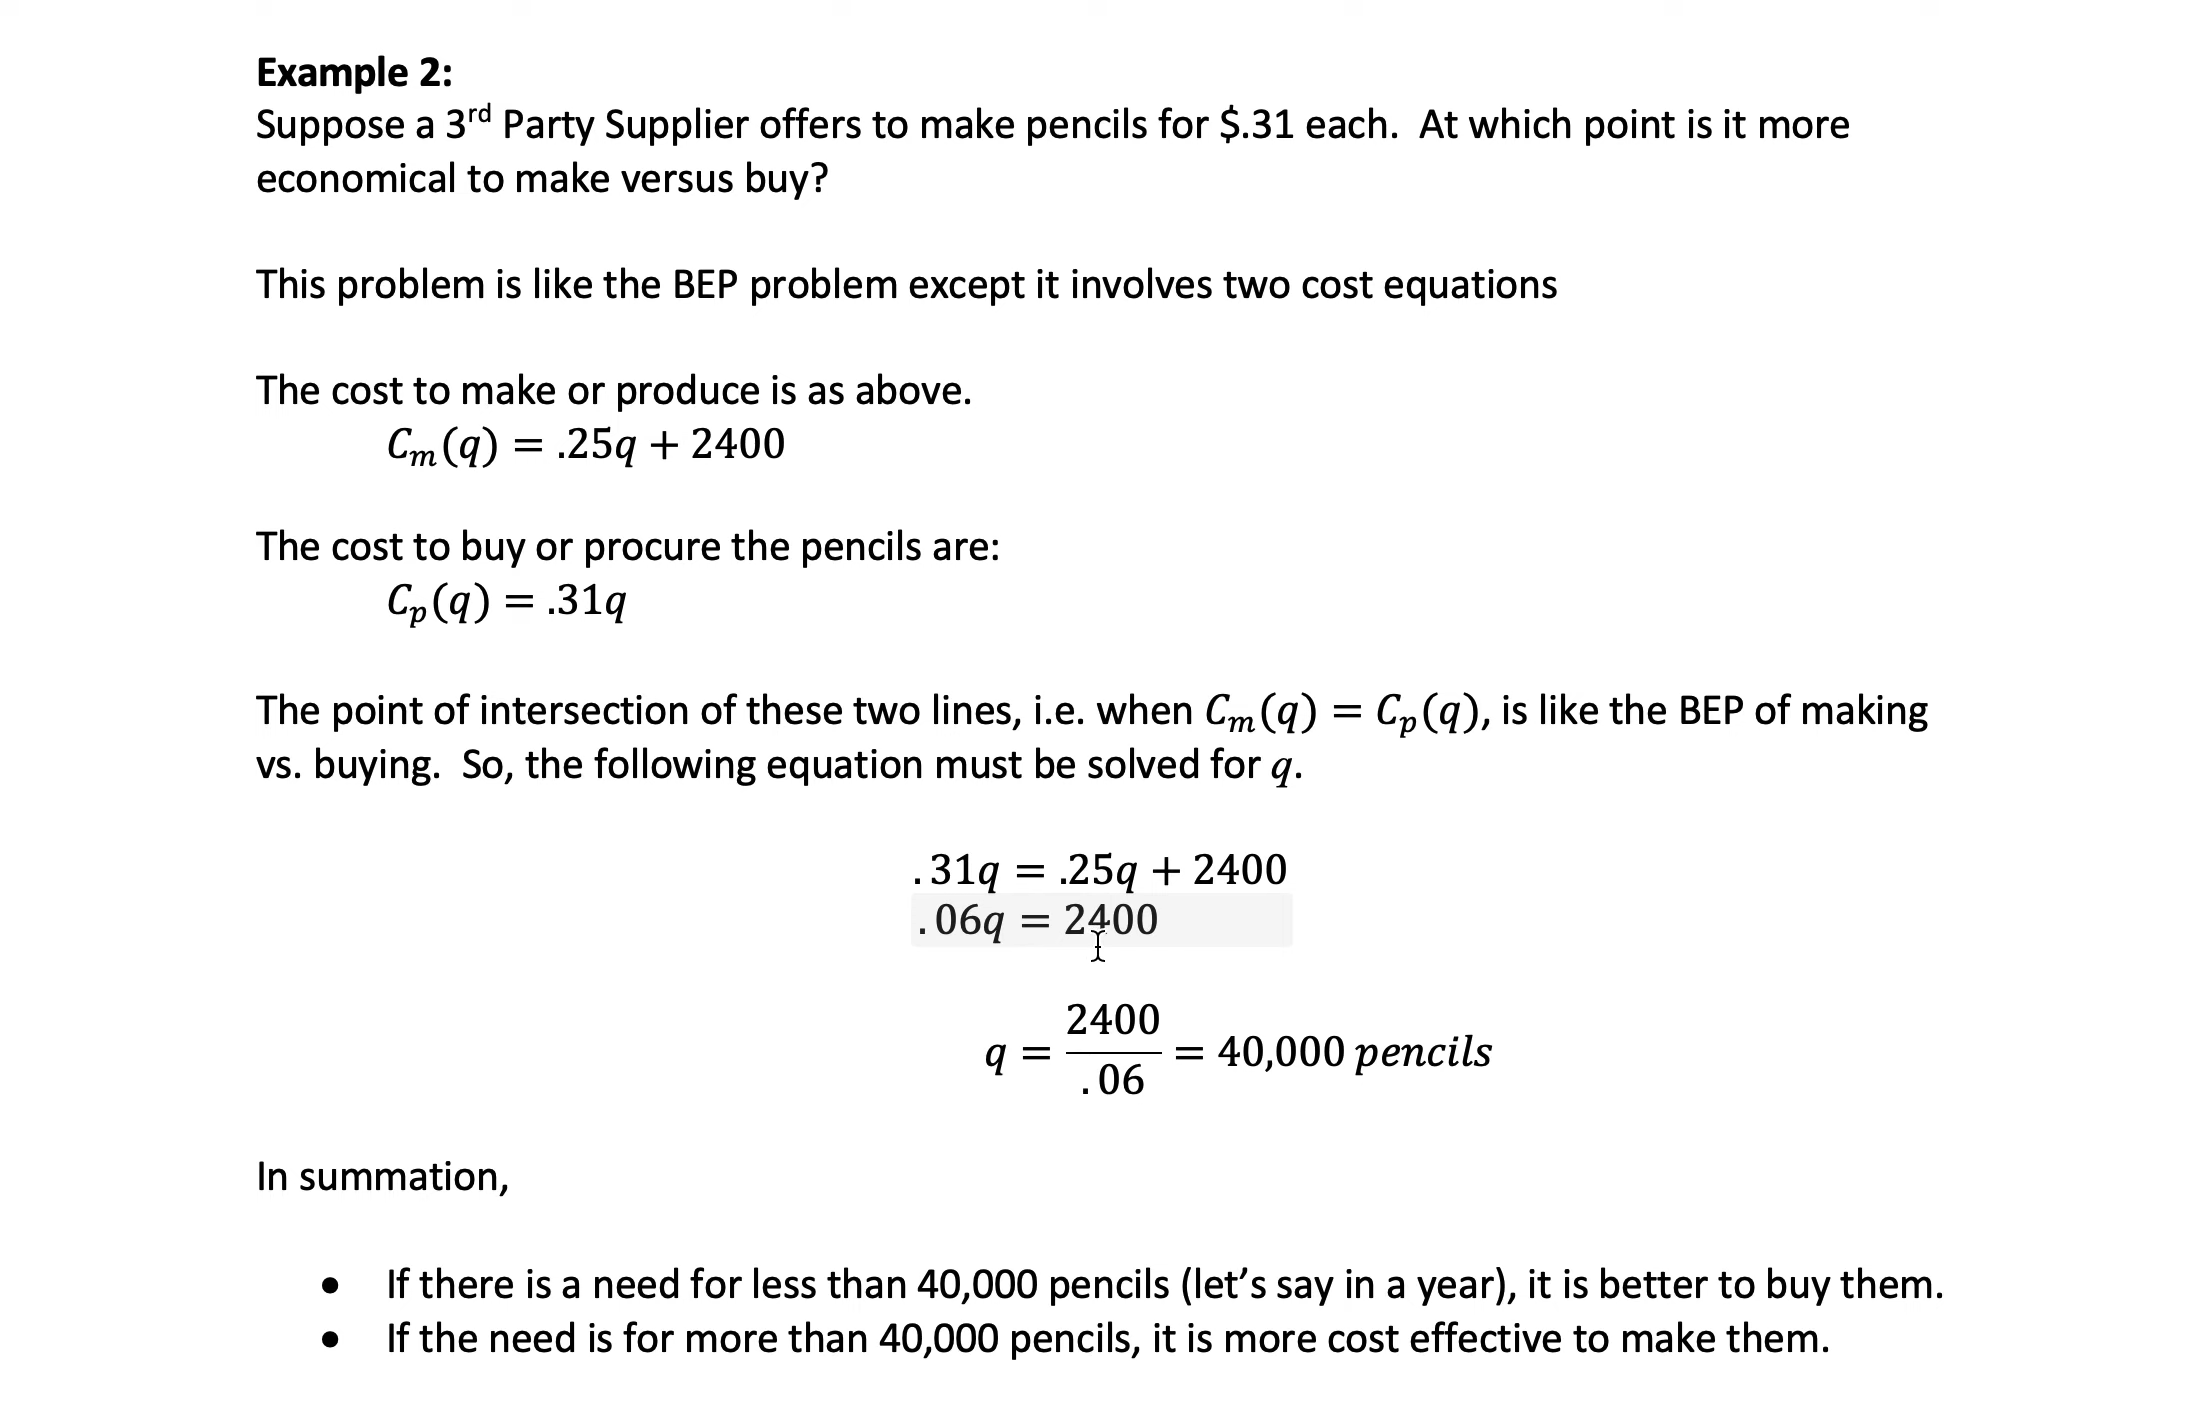 Example 2:
Suppose a 3rd Party Supplier offers to make pencils for $.31 each.  At which point is it more
economical to make versus buy?
This problem is like the BEP problem except it involves two cost equations
The cost to make or produce is as above.
Cₘ(q) = .25q + 2400
The cost to buy or procure the pencils are:
Cₚ(q) = .31q
The point of intersection of these two lines, i.e. when Cₘ(q) = Cₚ(q), is like the BEP of making
vs. buying.  So, the following equation must be solved for q.
.31q = .25q + 2400
.06q = 2400
q = 2400/.06 = 40,000 pencils
In summation,
• If there is a need for less than 40,000 pencils (let’s say in a year), it is better to buy them.
• If the need is for more than 40,000 pencils, it is more cost effective to make them.